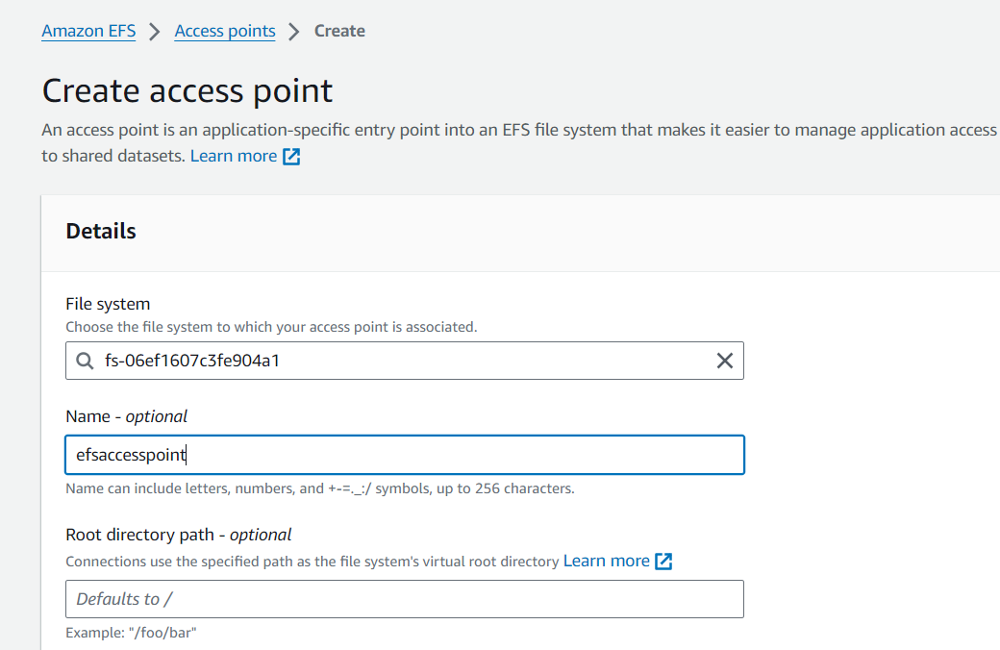 Amazon EFS > Access points > Create
Create access point
An access point is an application-specific entry point into an EFS file system that makes it easier to manage application access
to shared datasets. Learn more
Details
File system
Choose the file system to which your access point is associated.
fs-06ef1607c3fe904a1
Name - optional
efsaccesspoint
Name can include letters, numbers, and +-=._:/ symbols, up to 256 characters.
Root directory path - optional
Connections use the specified path as the file system's virtual root directory Learn more
Defaults to /
Example: "/foo/bar"